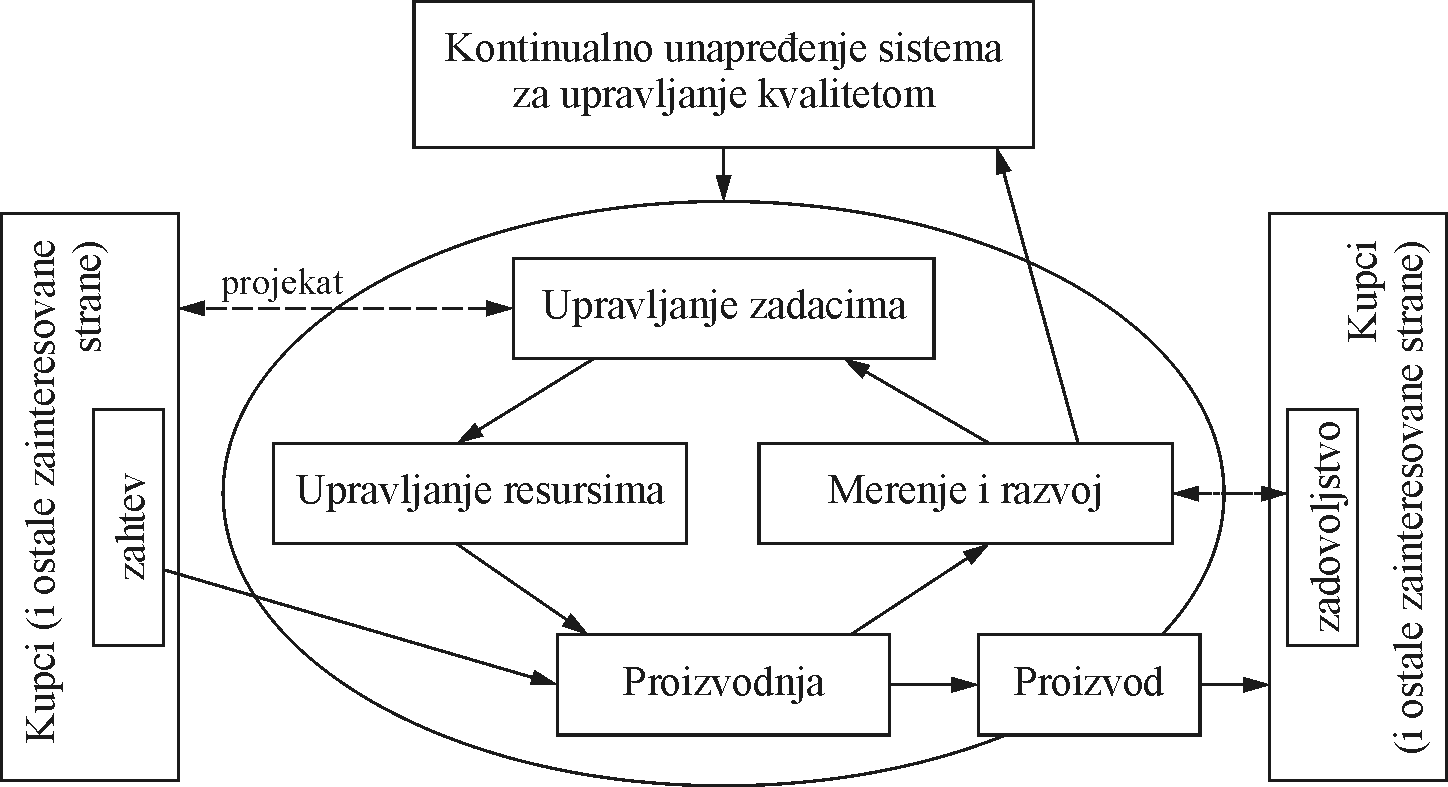 Kontinualno unapređenje sistema
za upravljanje kvalitetom
Kupci (i ostale zainteresovane
strane)
zahtev
projekat
Upravljanje zadacima
Upravljanje resursima
Merenje i razvoj
Proizvodnja
Proizvod
zadovoljstvo
Kupci
(i ostale zainteresovane strane)